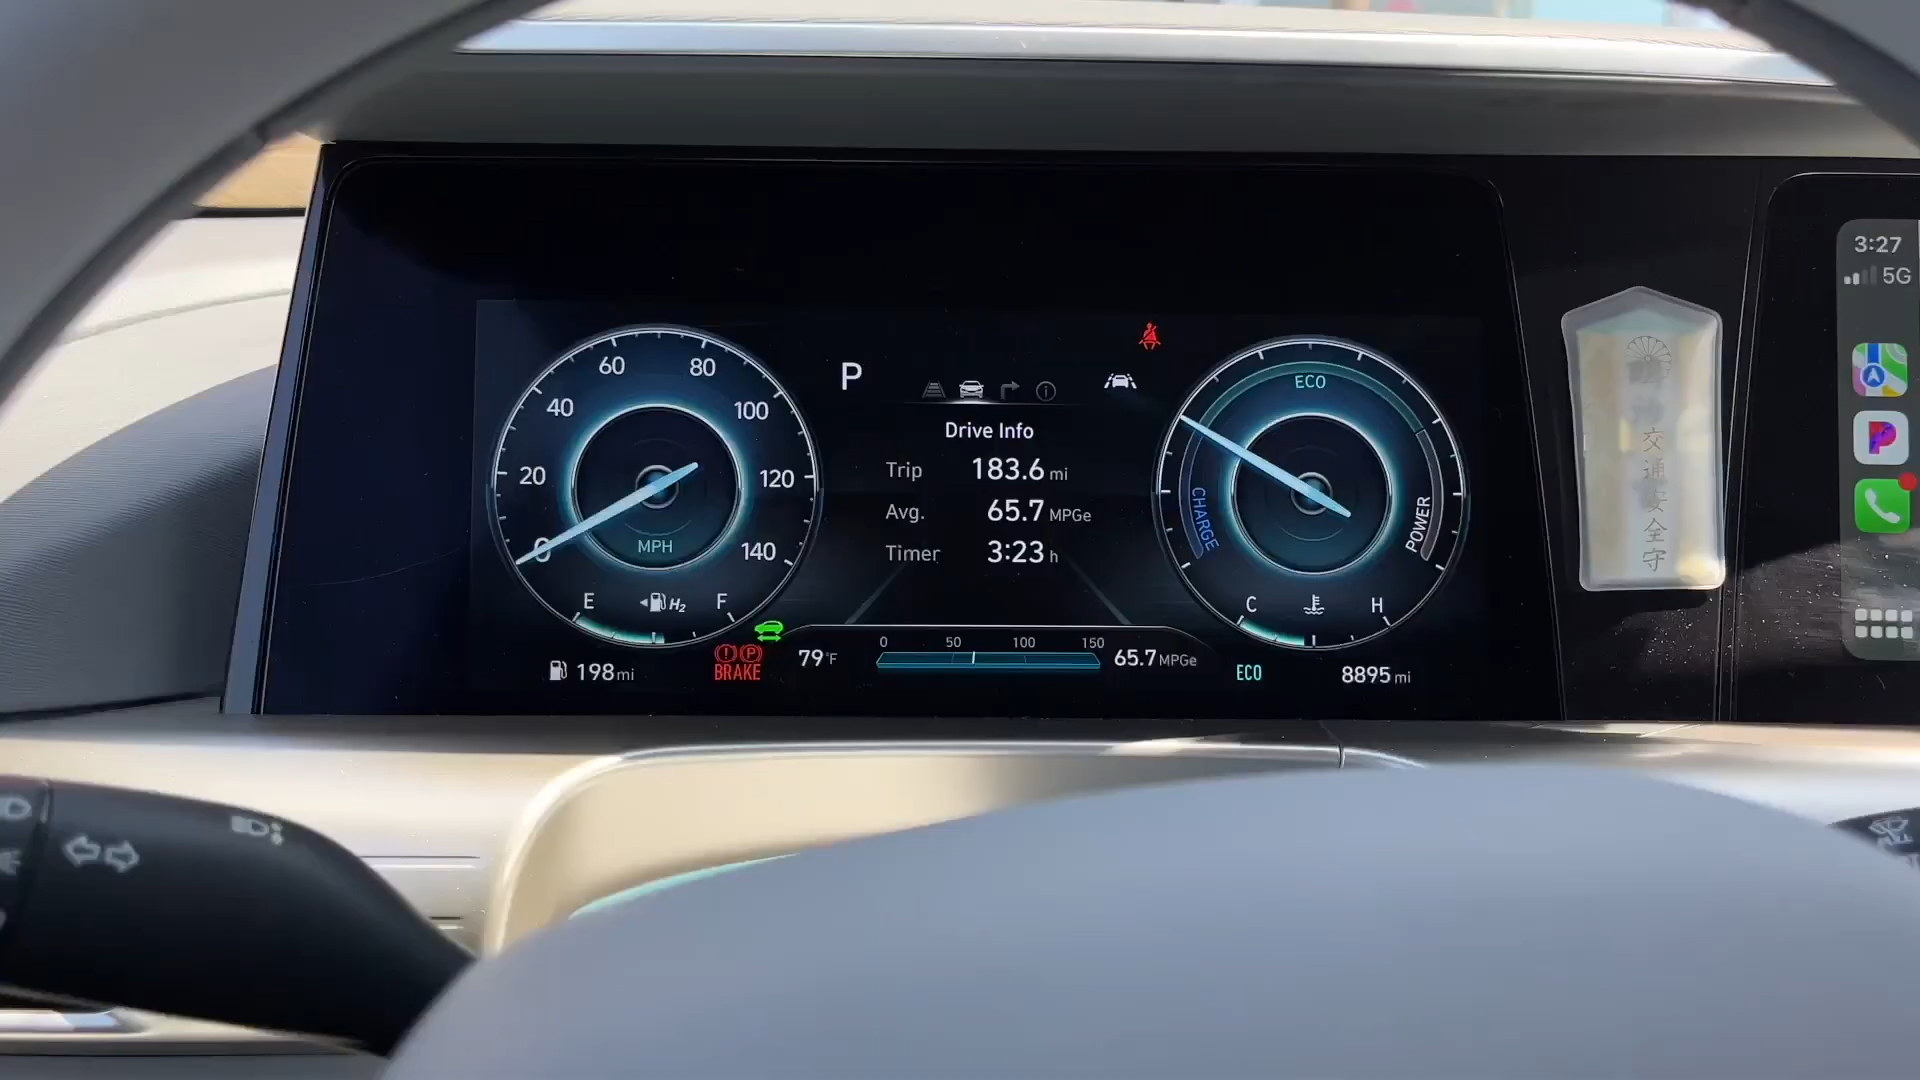 3:27
5G
60
80
40
100
20
120
0
140
MPH
E
H2
F
198 mi
P
Drive Info
Trip 183.6 mi
Avg. 65.7 MPGe
Timer 3:23 h
BRAKE
79°F
0 50 100 150
65.7 MPGe
ECO
CHARGE
POWER
C
H
ECO
8895 mi
交通安全守